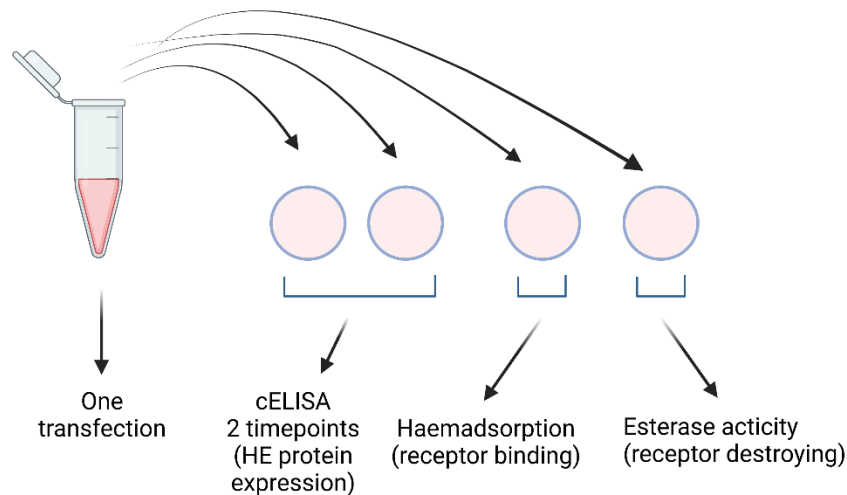 One
transfection
cELISA
2 timepoints
(HE protein
expression)
Haemadsorption
(receptor binding)
Esterase acticity
(receptor destroying)